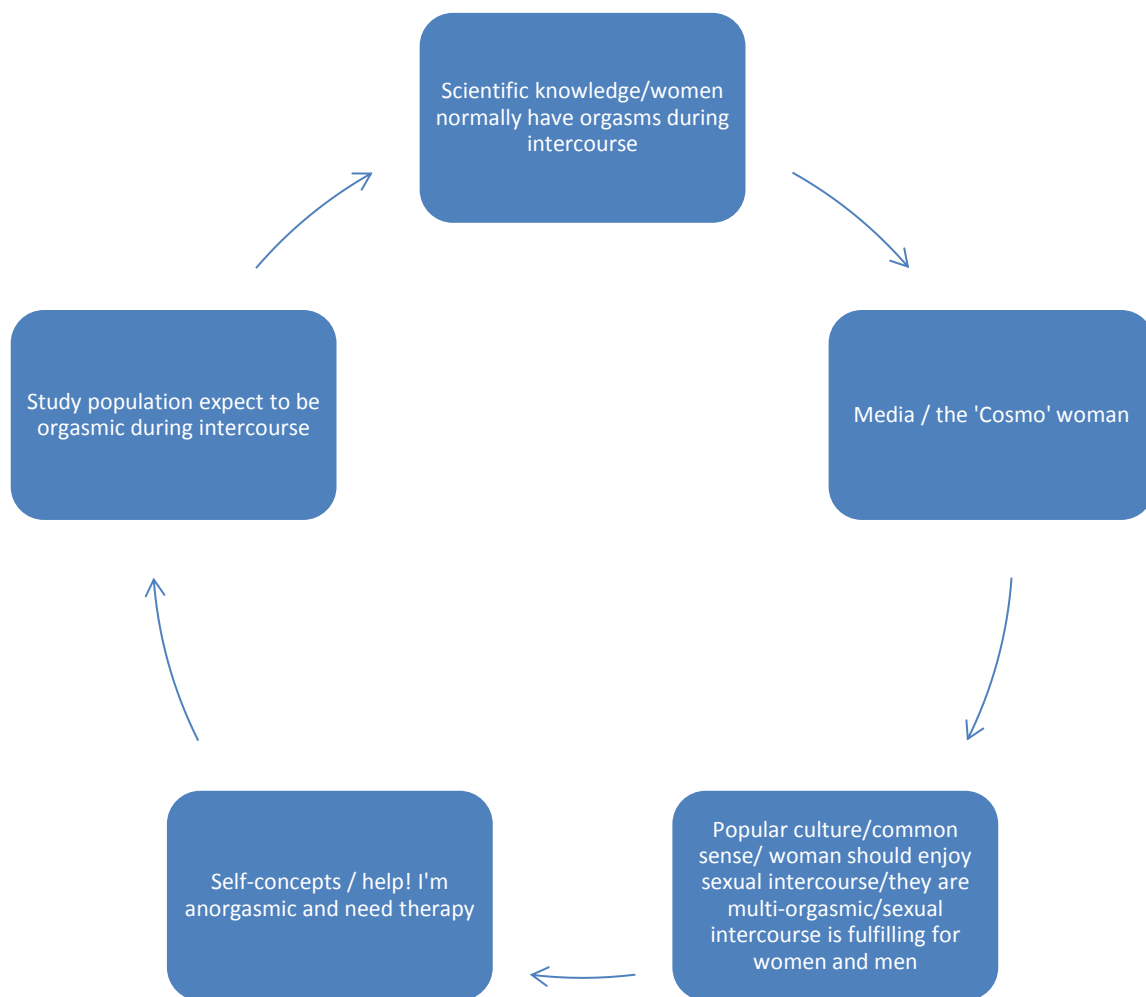 Scientific knowledge/women
normally have orgasms during
intercourse
Media / the 'Cosmo' woman
Popular culture/common
sense/ woman should enjoy
sexual intercourse/they are
multi-orgasmic/sexual
intercourse is fulfilling for
women and men
Self-concepts / help! I'm
anorgasmic and need therapy
Study population expect to be
orgasmic during intercourse